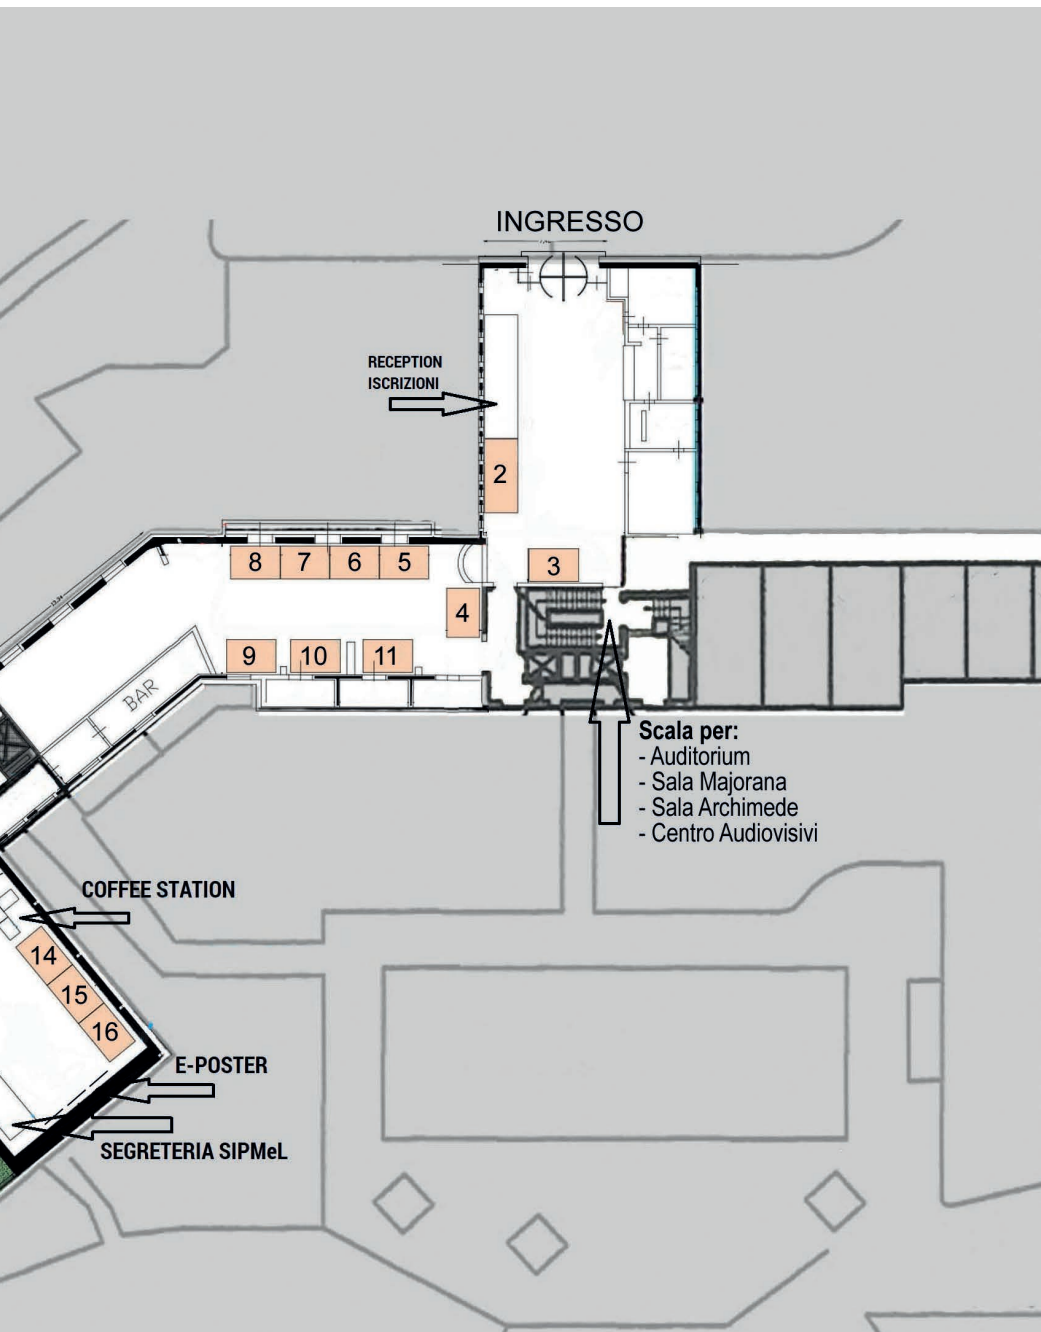 INGRESSO
RECEPTION
ISCRIZIONI
2
8
7
6
5
3
4
9
10
11
BAR
Scala per:
- Auditorium
- Sala Majorana
- Sala Archimede
- Centro Audiovisivi
COFFEE STATION
14
15
16
E-POSTER
SEGRETERIA SIPMeL